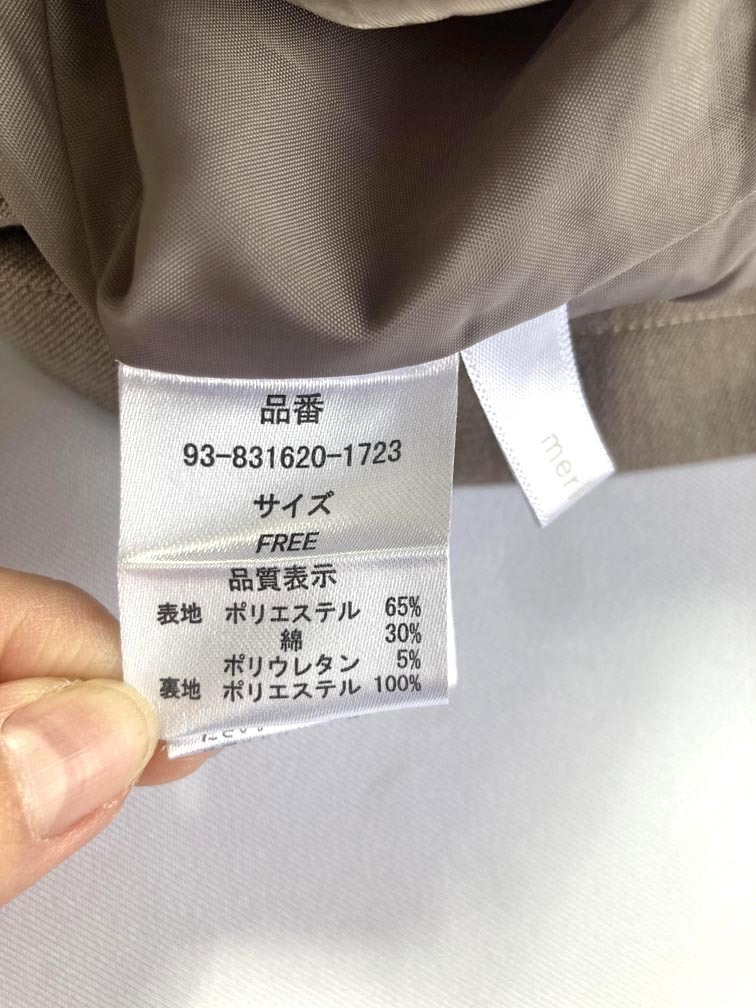 品番
93-831620-1723
サイズ
FREE
品質表示
表地 ポリエステル 65%
綿 30%
ポリウレタン 5%
裏地 ポリエステル 100%